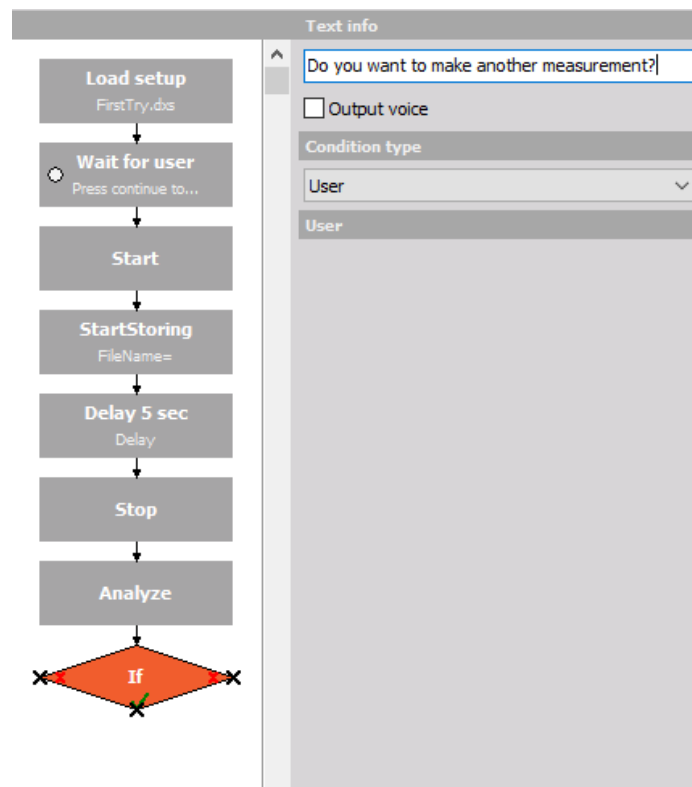 Text info
Load setup
FirstTry.dxs
Wait for user
Press continue to...
Start
StartStoring
FileName=
Delay 5 sec
Delay
Stop
Analyze
If
Do you want to make another measurement?
Output voice
Condition type
User
User